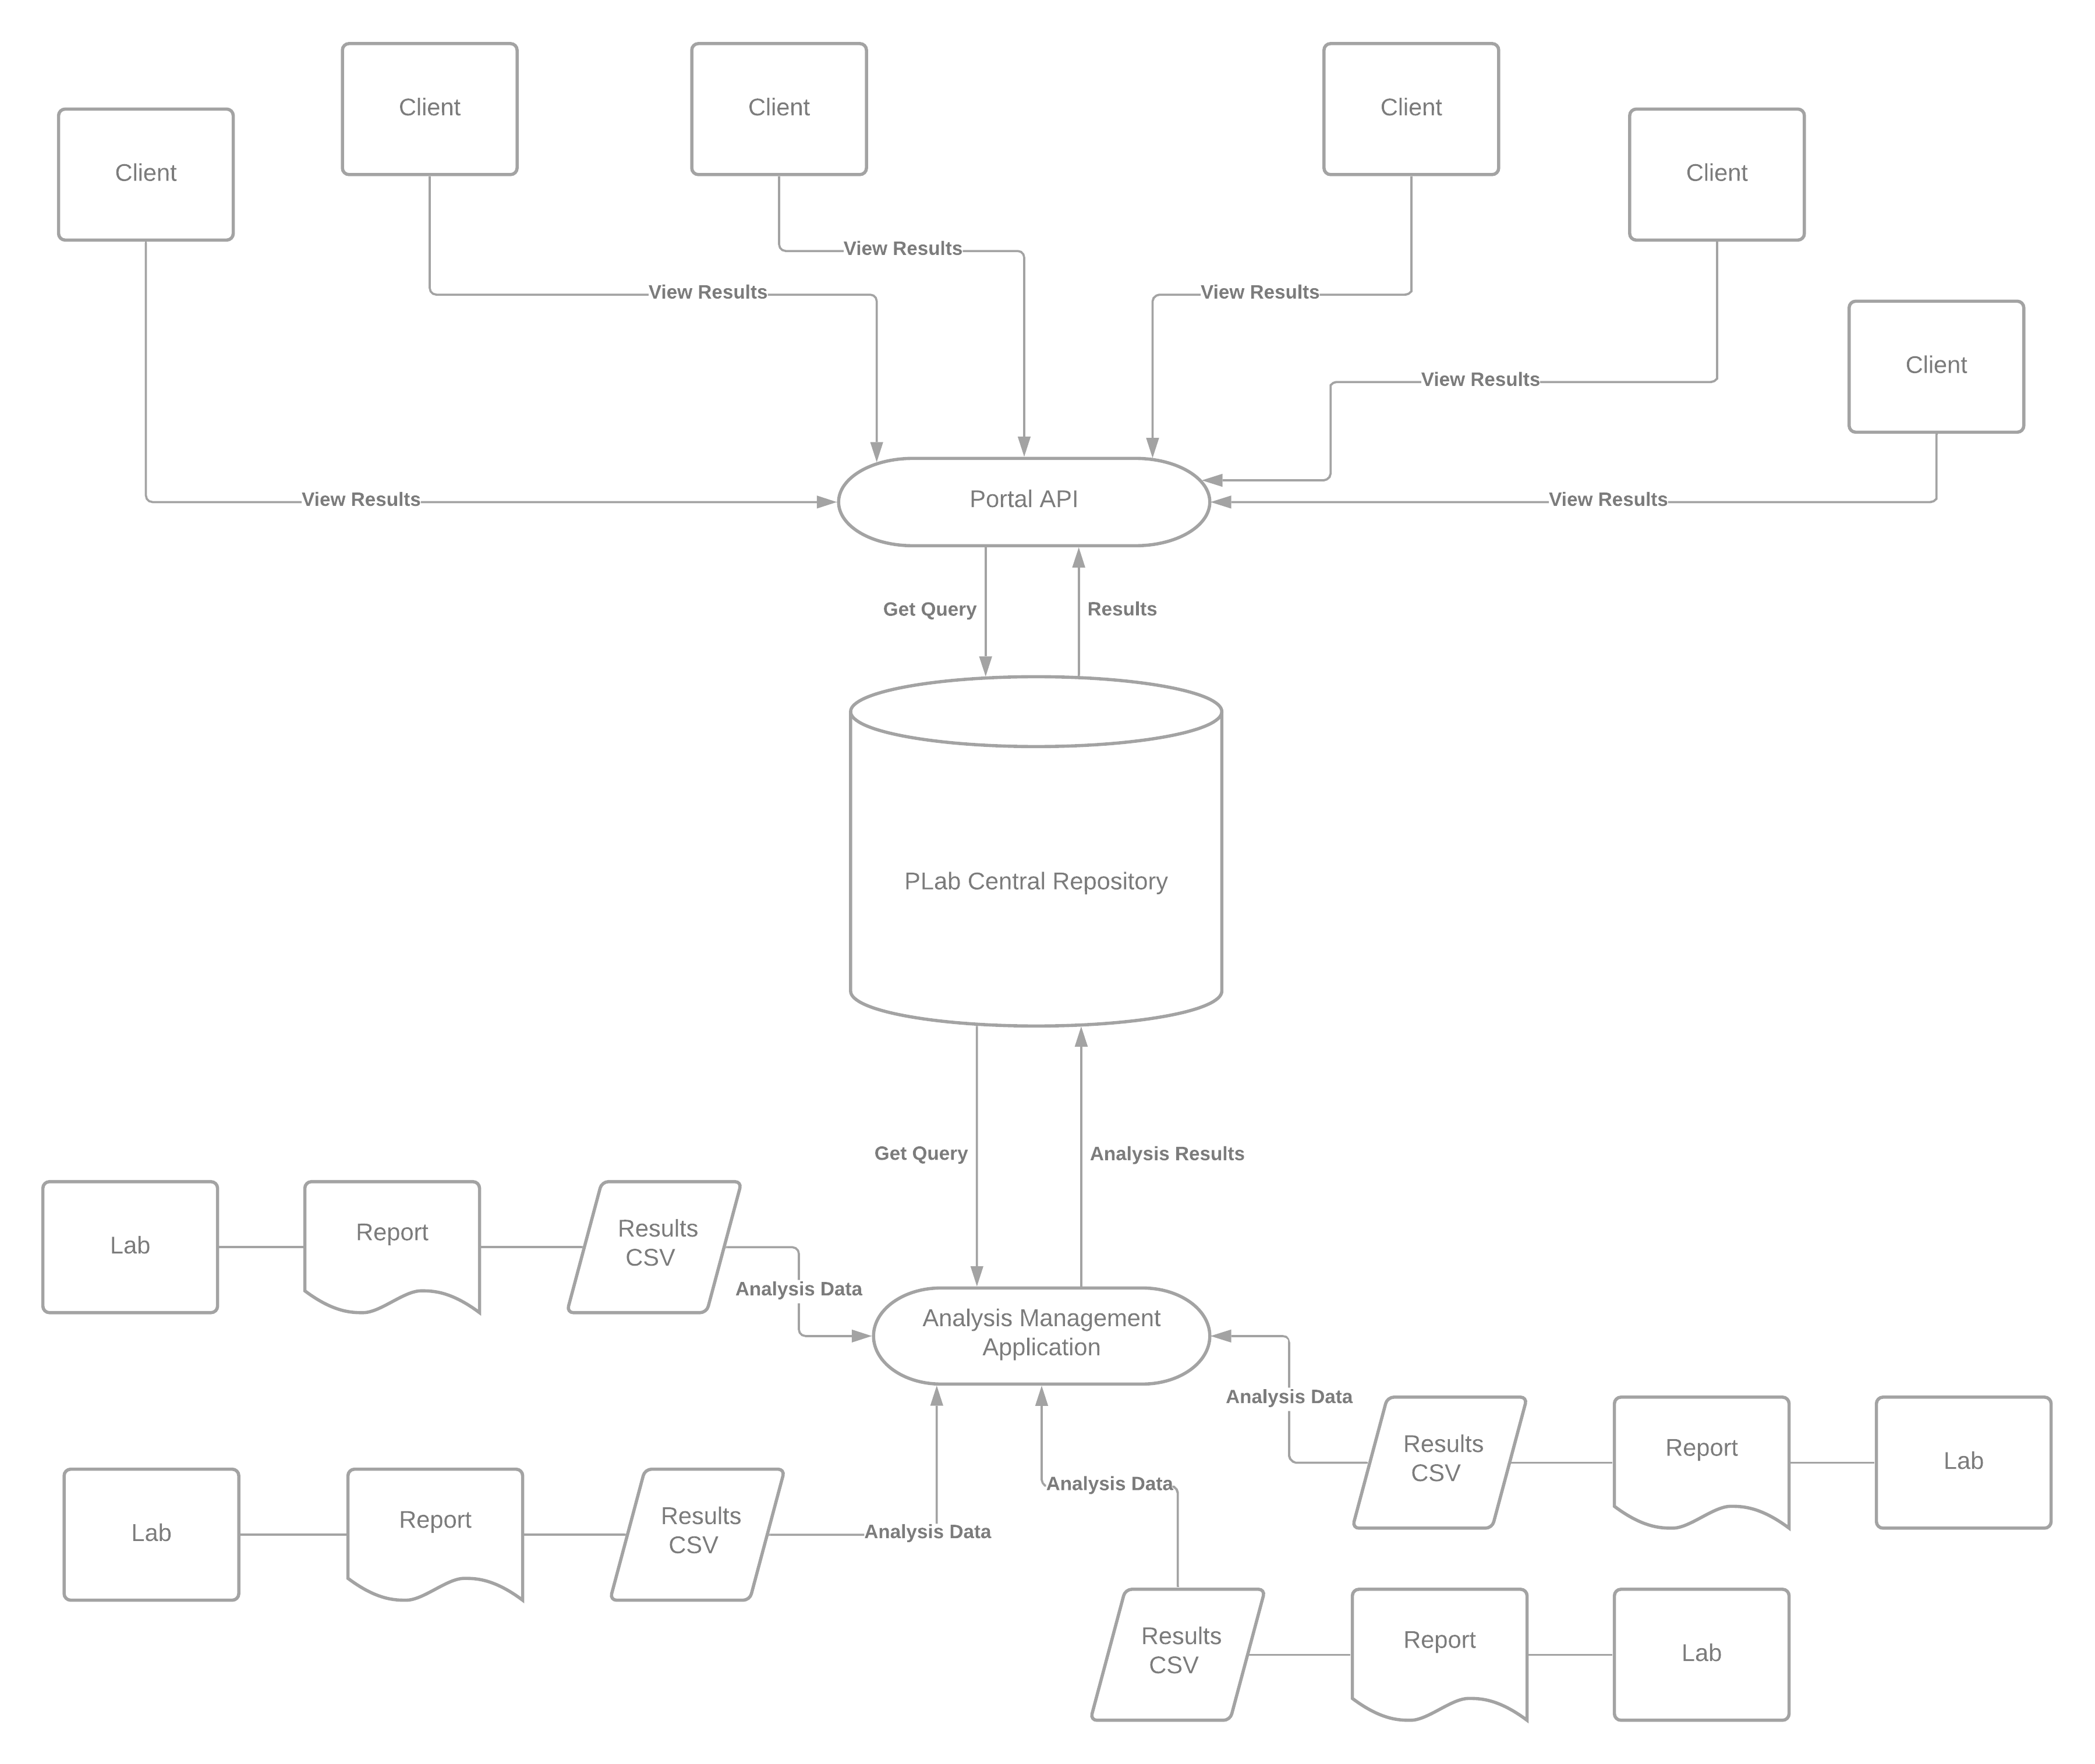 Client
Client
Client
Client
Client
Client
View Results
View Results
View Results
View Results
View Results
View Results
Portal API
Get Query
Results
PLab Central Repository
Get Query
Analysis Results
Lab
Report
Results
CSV
Analysis Data
Analysis Management
Application
Analysis Data
Results
CSV
Report
Lab
Lab
Report
Results
CSV
Analysis Data
Analysis Data
Results
CSV
Report
Lab